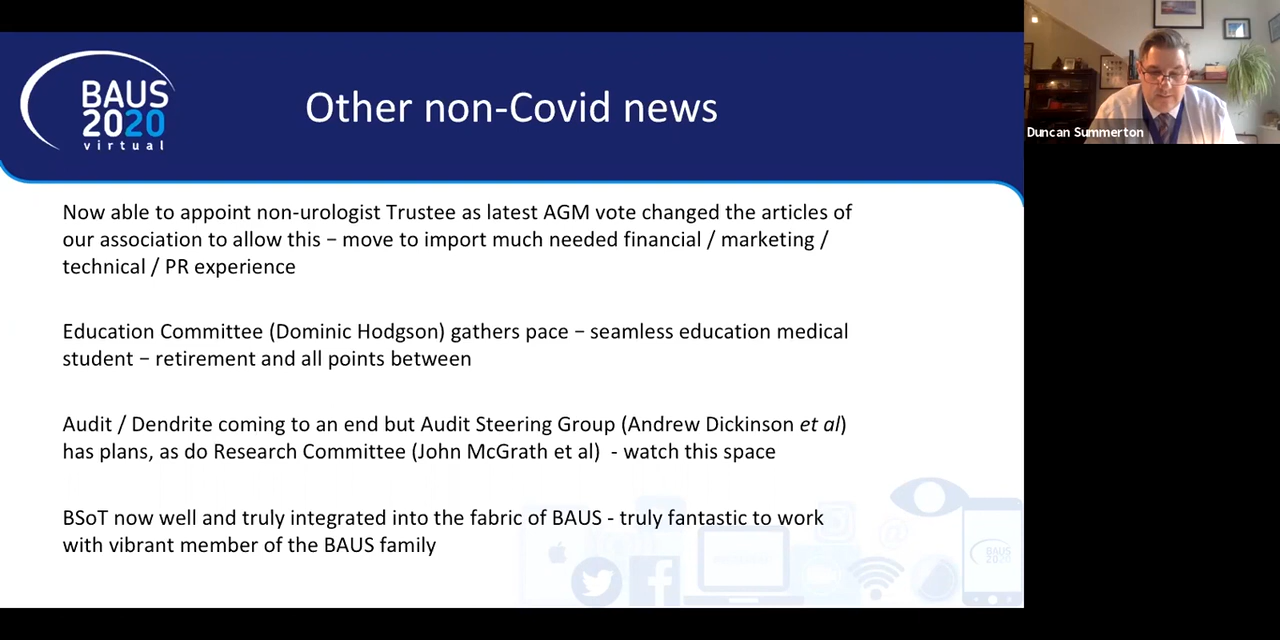 BAUS
2020
virtual
Other non-Covid news
Duncan Summerton
Now able to appoint non-urologist Trustee as latest AGM vote changed the articles of
our association to allow this – move to import much needed financial / marketing /
technical / PR experience
Education Committee (Dominic Hodgson) gathers pace – seamless education medical
student – retirement and all points between
Audit / Dendrite coming to an end but Audit Steering Group (Andrew Dickinson et al)
has plans, as do Research Committee (John McGrath et al)  - watch this space
BSoT now well and truly integrated into the fabric of BAUS - truly fantastic to work
with vibrant member of the BAUS family
BAUS
2020